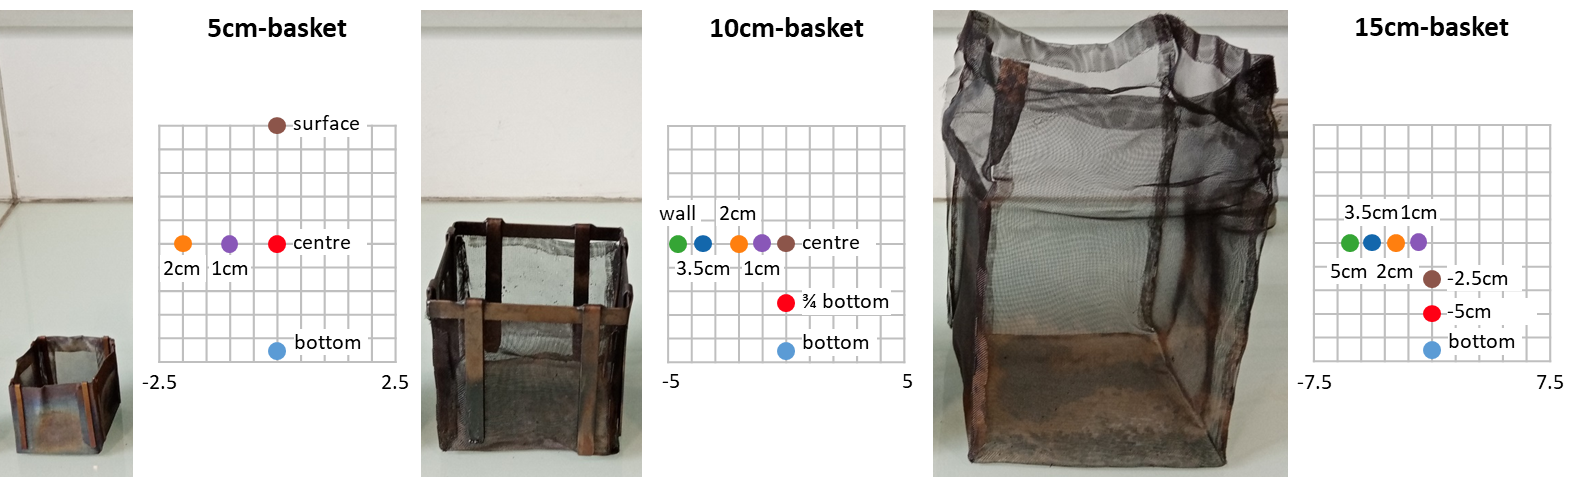 5cm-basket
surface
centre
2cm 1cm
bottom
-2.5 2.5
10cm-basket
wall 2cm
centre
3.5cm 1cm
¾ bottom
bottom
-5 5
15cm-basket
3.5cm 1cm
5cm 2cm
-2.5cm
-5cm
bottom
-7.5 7.5